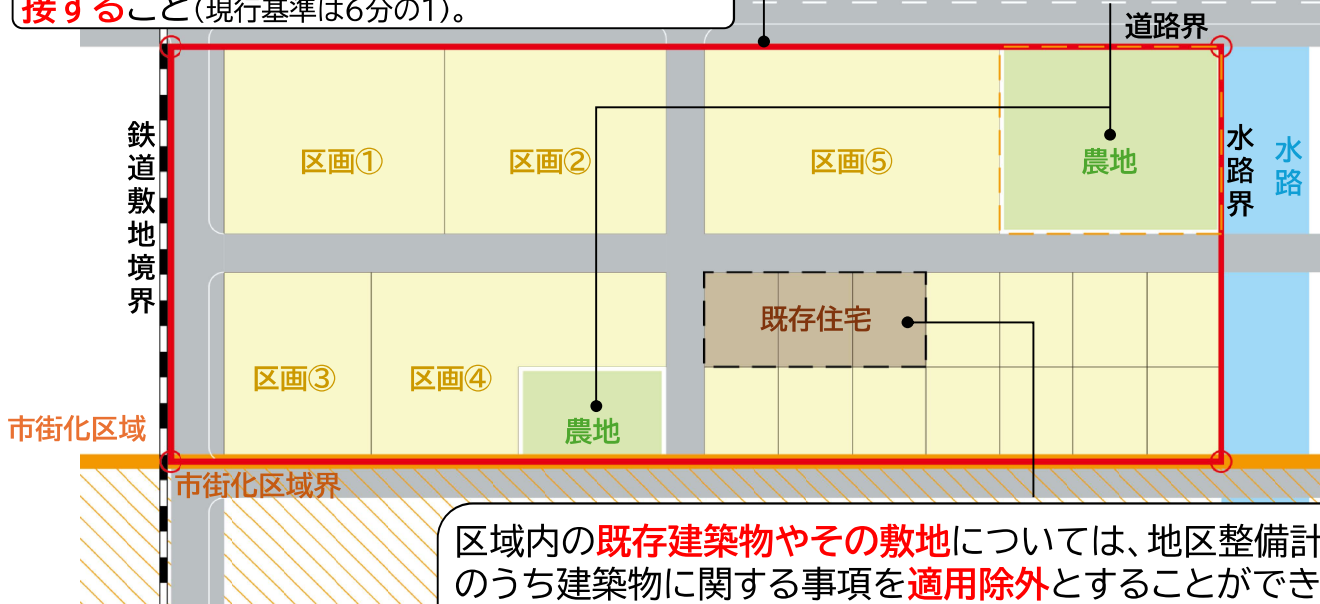 接すること(現行基準は6分の1)。
道路界
鉄道敷地境界
区画①
区画②
区画⑤
農地
水路界
水路
既存住宅
区画③
区画④
農地
市街化区域
市街化区域界
区域内の既存建築物やその敷地については、地区整備計
のうち建築物に関する事項を適用除外とすることができ